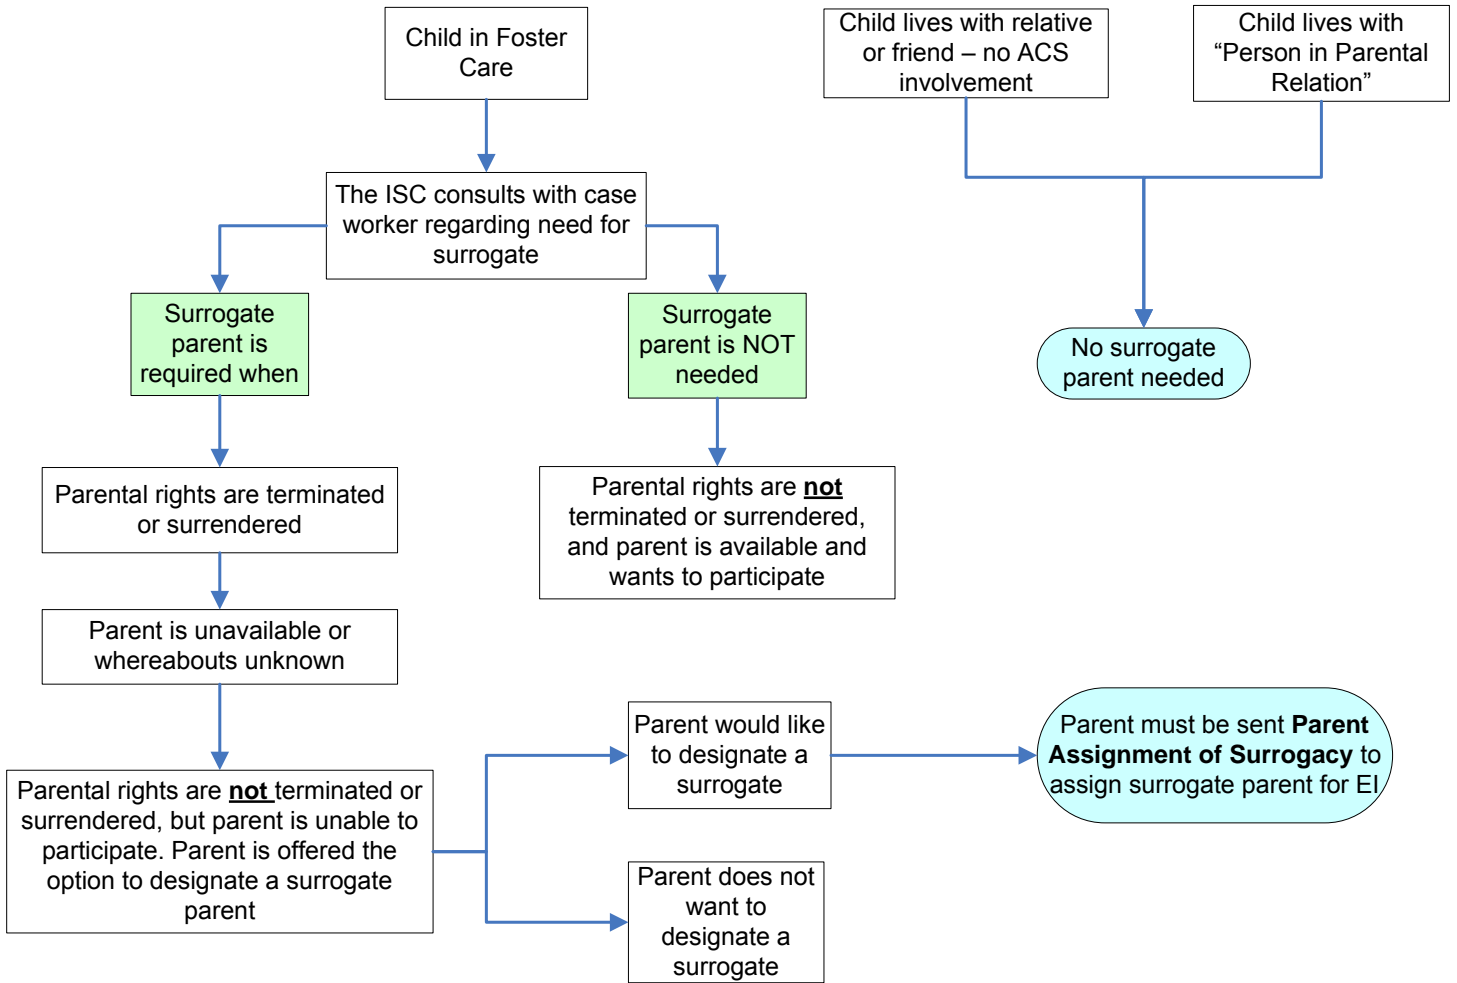 Child in Foster
Care
Child lives with relative
or friend – no ACS
involvement
Child lives with
“Person in Parental
Relation”
The ISC consults with case
worker regarding need for
surrogate
Surrogate
parent is
required when
Surrogate
parent is NOT
needed
No surrogate
parent needed
Parental rights are terminated
or surrendered
Parental rights are not
terminated or surrendered,
and parent is available and
wants to participate
Parent is unavailable or
whereabouts unknown
Parental rights are not terminated or
surrendered, but parent is unable to
participate. Parent is offered the
option to designate a surrogate
parent
Parent would like
to designate a
surrogate
Parent must be sent Parent
Assignment of Surrogacy to
assign surrogate parent for EI
Parent does not
want to
designate a
surrogate